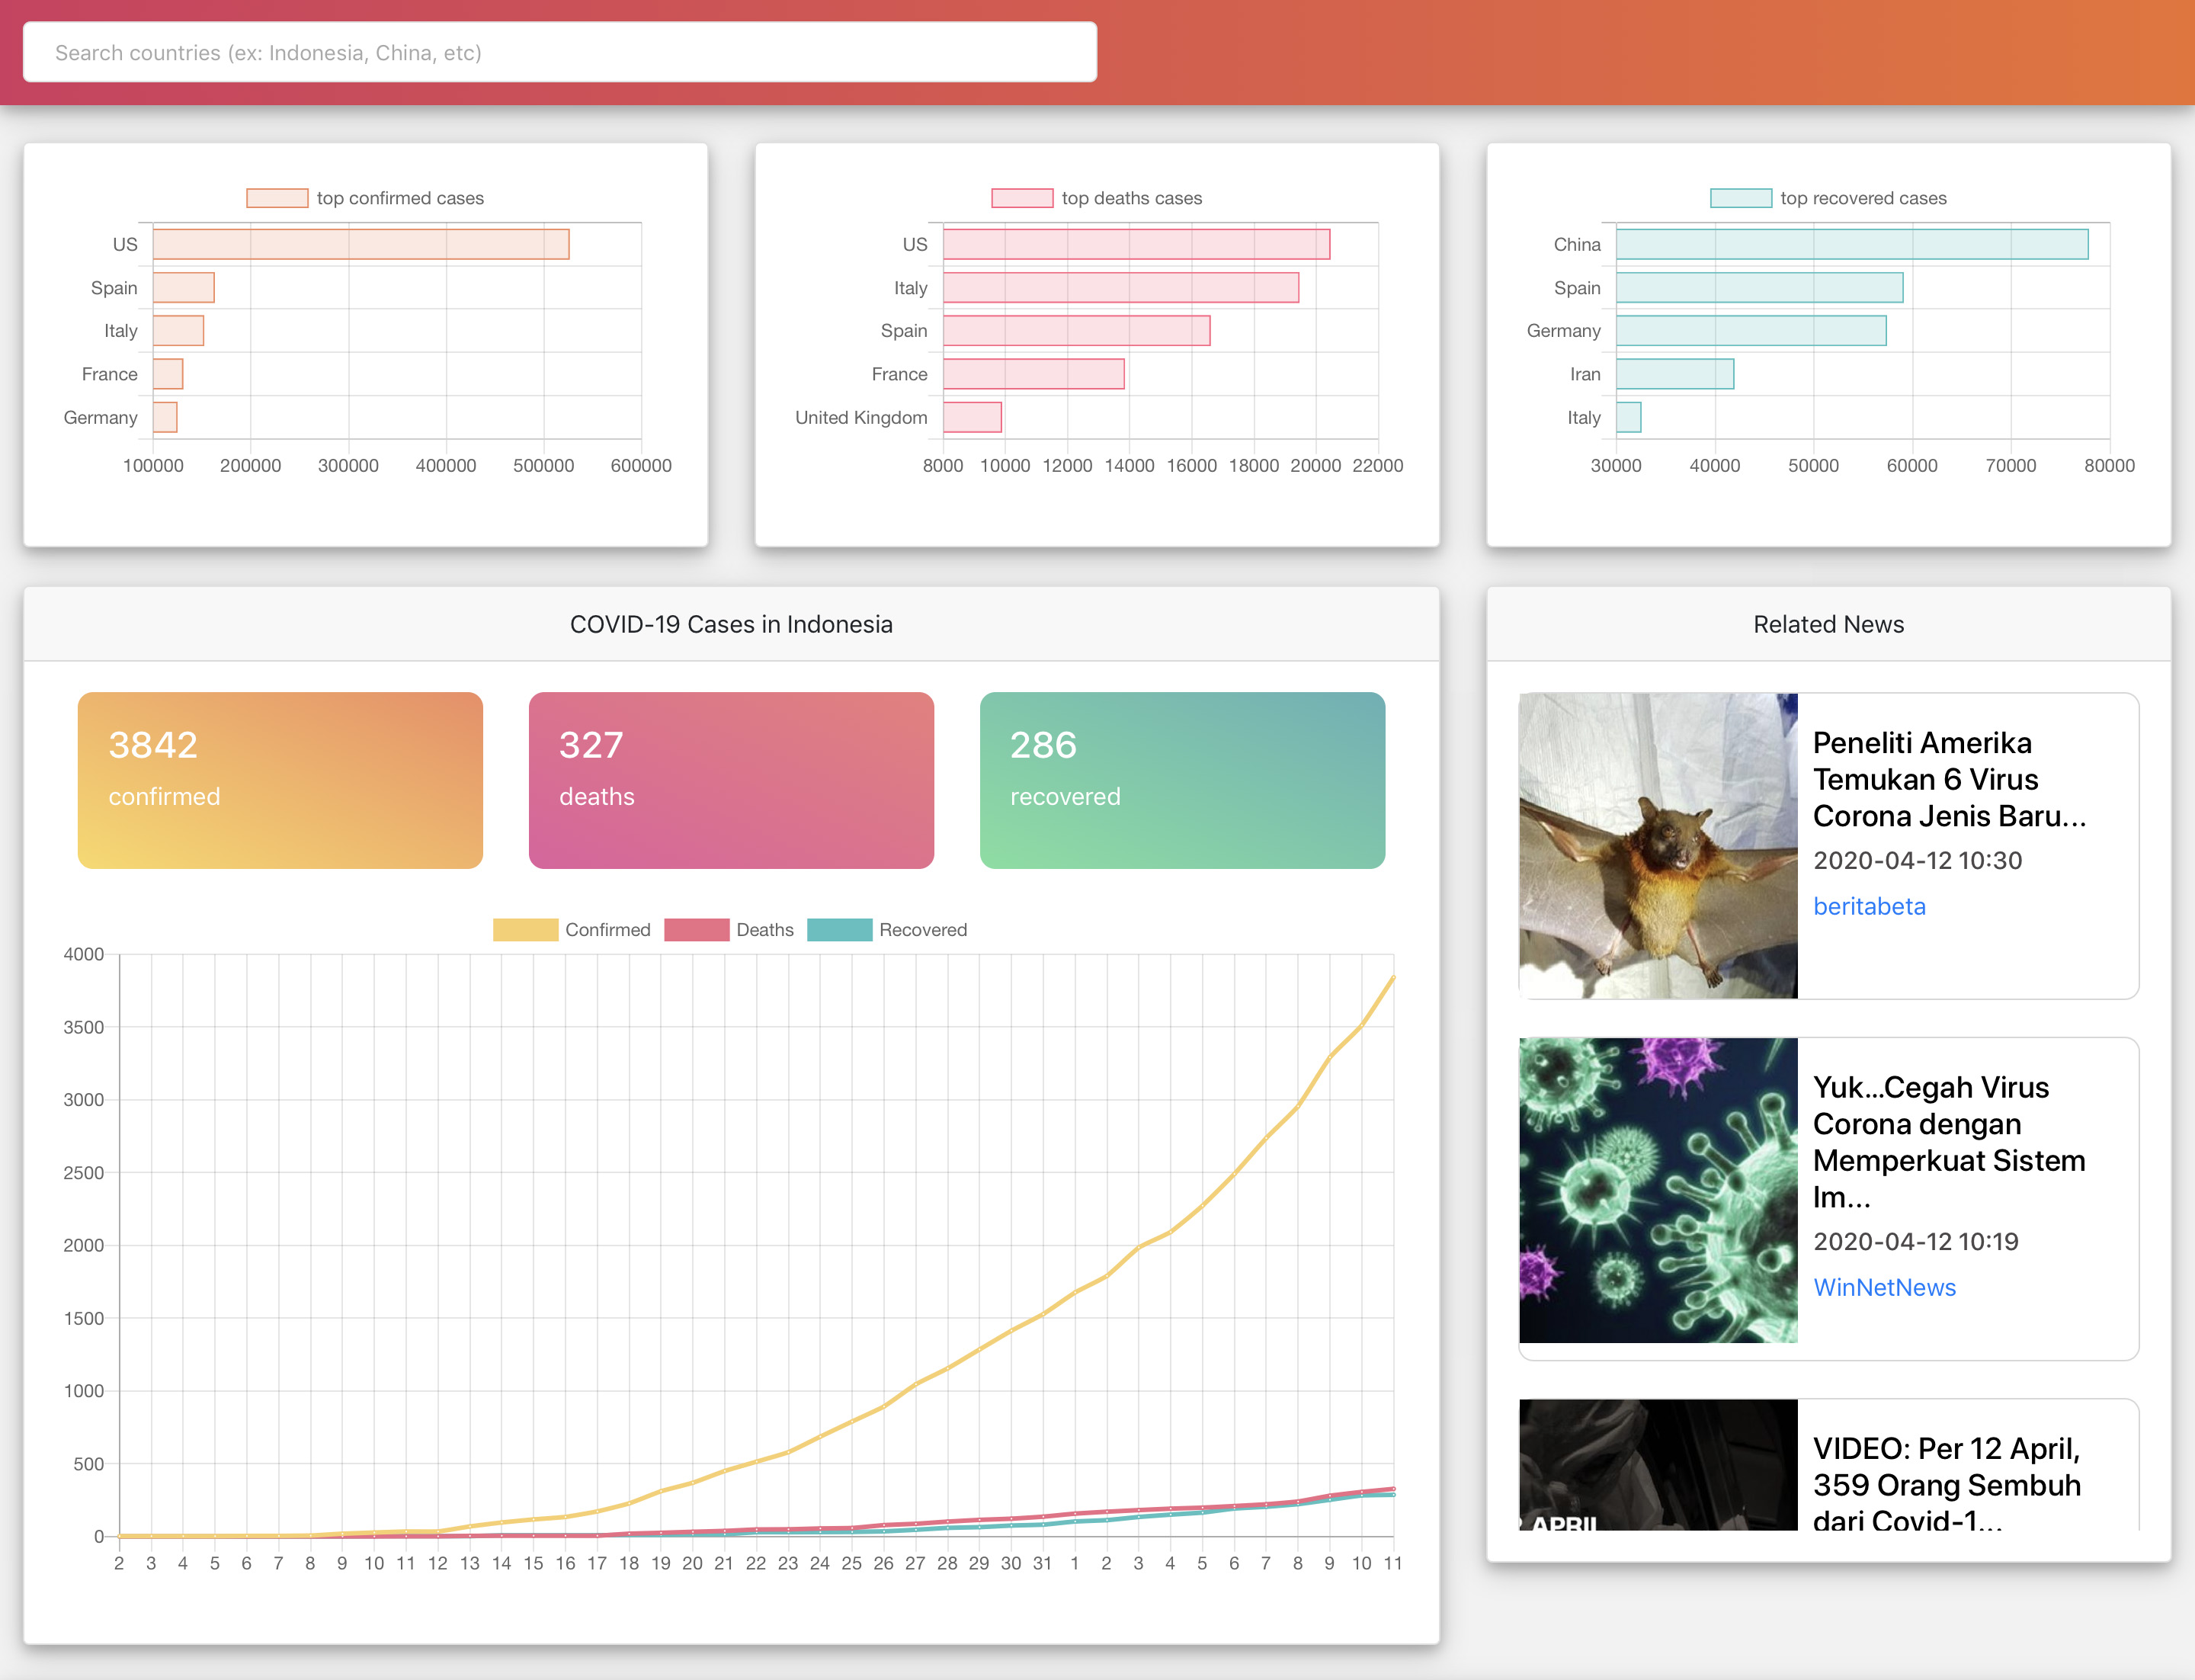 Search countries (ex: Indonesia, China, etc)
top confirmed cases
US
Spain
Italy
France
Germany
100000 200000 300000 400000 500000 600000
top deaths cases
US
Italy
Spain
France
United Kingdom
8000 10000 12000 14000 16000 18000 20000 22000
top recovered cases
China
Spain
Germany
Iran
Italy
30000 40000 50000 60000 70000 80000
COVID-19 Cases in Indonesia
3842
confirmed
327
deaths
286
recovered
Confirmed Deaths Recovered
4000
3500
3000
2500
2000
1500
1000
500
0
2 3 4 5 6 7 8 9 10 11 12 13 14 15 16 17 18 19 20 21 22 23 24 25 26 27 28 29 30 31 1 2 3 4 5 6 7 8 9 10 11
Related News
Peneliti Amerika
Temukan 6 Virus
Corona Jenis Baru...
2020-04-12 10:30
beritabeta
Yuk...Cegah Virus
Corona dengan
Memperkuat Sistem
Im...
2020-04-12 10:19
WinNetNews
VIDEO: Per 12 April,
359 Orang Sembuh
dari Covid-1...
APRIL